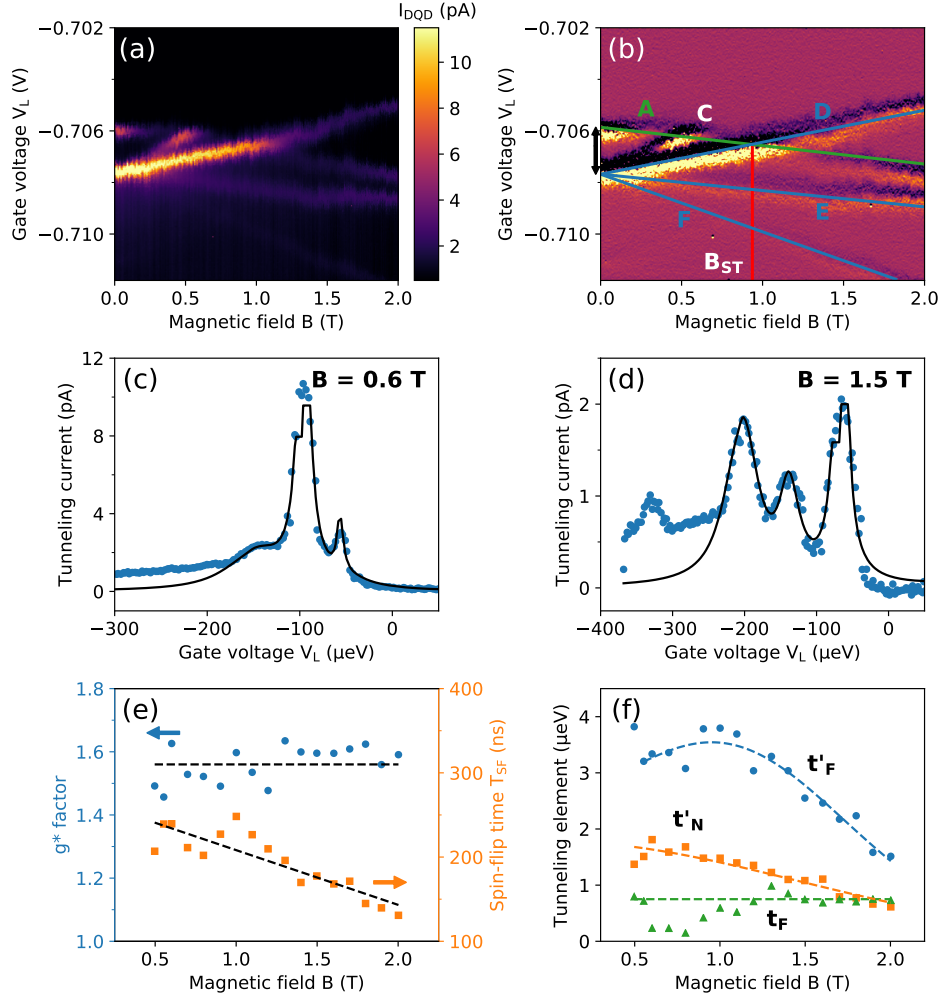 I_DQD (pA)
(a)
Gate voltage V_L (V)
−0.702
−0.706
−0.710
0.0 0.5 1.0 1.5 2.0
Magnetic field B (T)
10
8
6
4
2
(b)
Gate voltage V_L (V)
−0.702
−0.706
−0.710
A
C
D
E
F
B_ST
0.0 0.5 1.0 1.5 2.0
Magnetic field B (T)
(c)
B = 0.6 T
Tunneling current (pA)
12
8
4
0
−300 −200 −100 0
Gate voltage V_L (μeV)
(d)
B = 1.5 T
Tunneling current (pA)
2
1
0
−400 −300 −200 −100 0
Gate voltage V_L (μeV)
(e)
g* factor
1.8
1.6
1.4
1.2
1.0
Spin-flip time T_SF (ns)
400
300
200
100
0.5 1.0 1.5 2.0
Magnetic field B (T)
(f)
Tunneling element (μeV)
4
3
2
1
0
t'_F
t'_N
t_F
0.5 1.0 1.5 2.0
Magnetic field B (T)